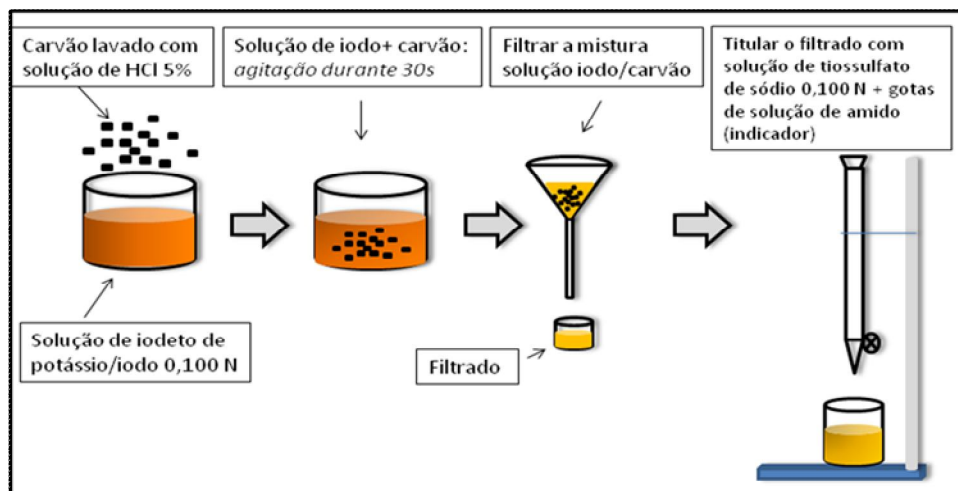 Carvão lavado com
solução de HCl 5%
Solução de iodo+ carvão:
agitação durante 30s
Filtrar a mistura
solução iodo/carvão
Titular o filtrado com
solução de tiossulfato
de sódio 0,100 N + gotas
de solução de amido
(indicador)
Solução de iodeto de
potássio/iodo 0,100 N
Filtrado